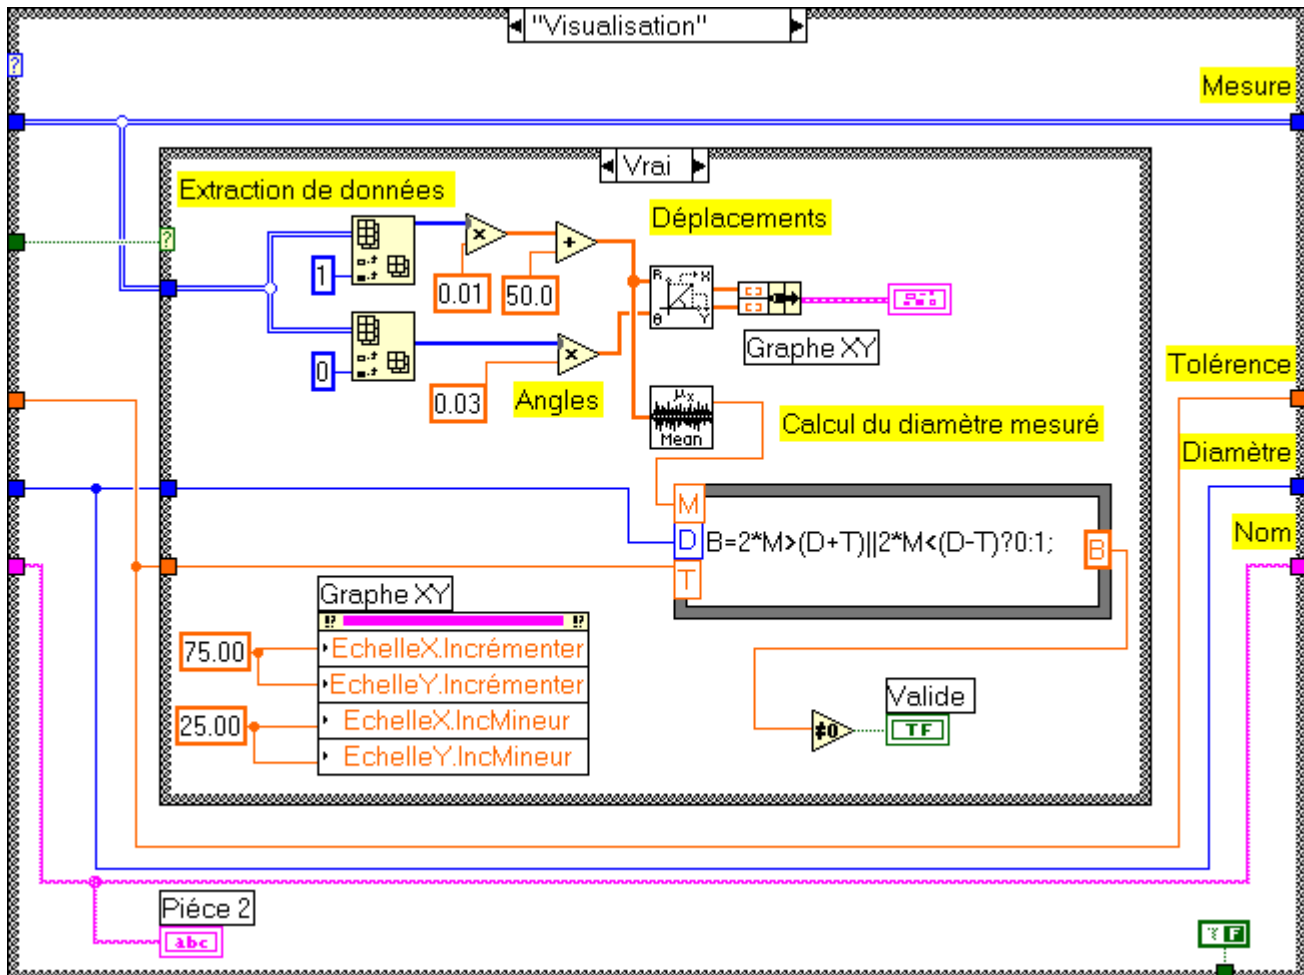 "Visualisation"
?
Mesure
Vrai
Extraction de données
Déplacements
?
1
0.01
50.0
R
X
θ
Y
Graphe XY
0
0.03
Angles
Tolérence
μx
Mean
Calcul du diamètre mesuré
Diamètre
M
D
T
B=2*M>(D+T)||2*M<(D-T)?0:1;
B
Nom
Graphe XY
!?
!?
75.00
EchelleX.Incrémenter
EchelleY.Incrémenter
25.00
EchelleX.IncMineur
EchelleY.IncMineur
Valide
≠0
TF
Piéce 2
abc
F